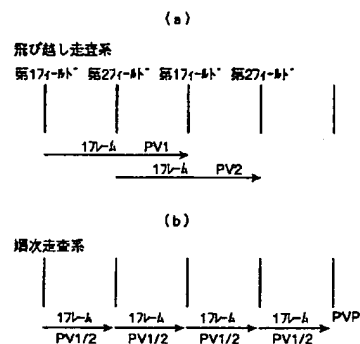 (a)
飛び越し走査系
第1フィールド 第2フィールド 第1フィールド 第2フィールド
1フレーム PV1
1フレーム PV2
(b)
順次走査系
1フレーム 1フレーム 1フレーム 1フレーム PVP
PV1/2 PV1/2 PV1/2 PV1/2